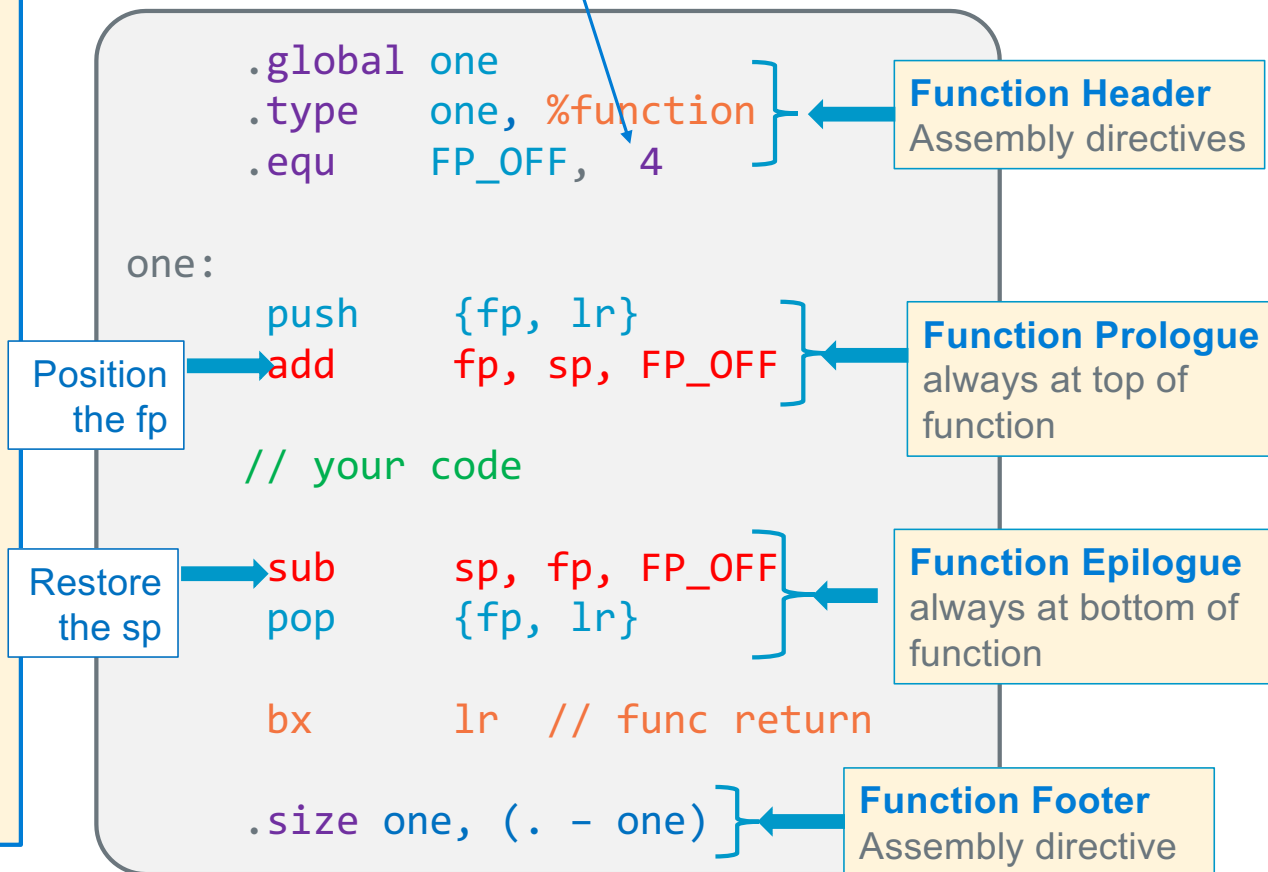 .global one
.type one, %function
.equ FP_OFF, 4
Function Header
Assembly directives
one:
push {fp, lr}
add fp, sp, FP_OFF
Position
the fp
Function Prologue
always at top of
function
// your code
sub sp, fp, FP_OFF
pop {fp, lr}
Restore
the sp
Function Epilogue
always at bottom of
function
bx lr // func return
.size one, (. – one)
Function Footer
Assembly directive